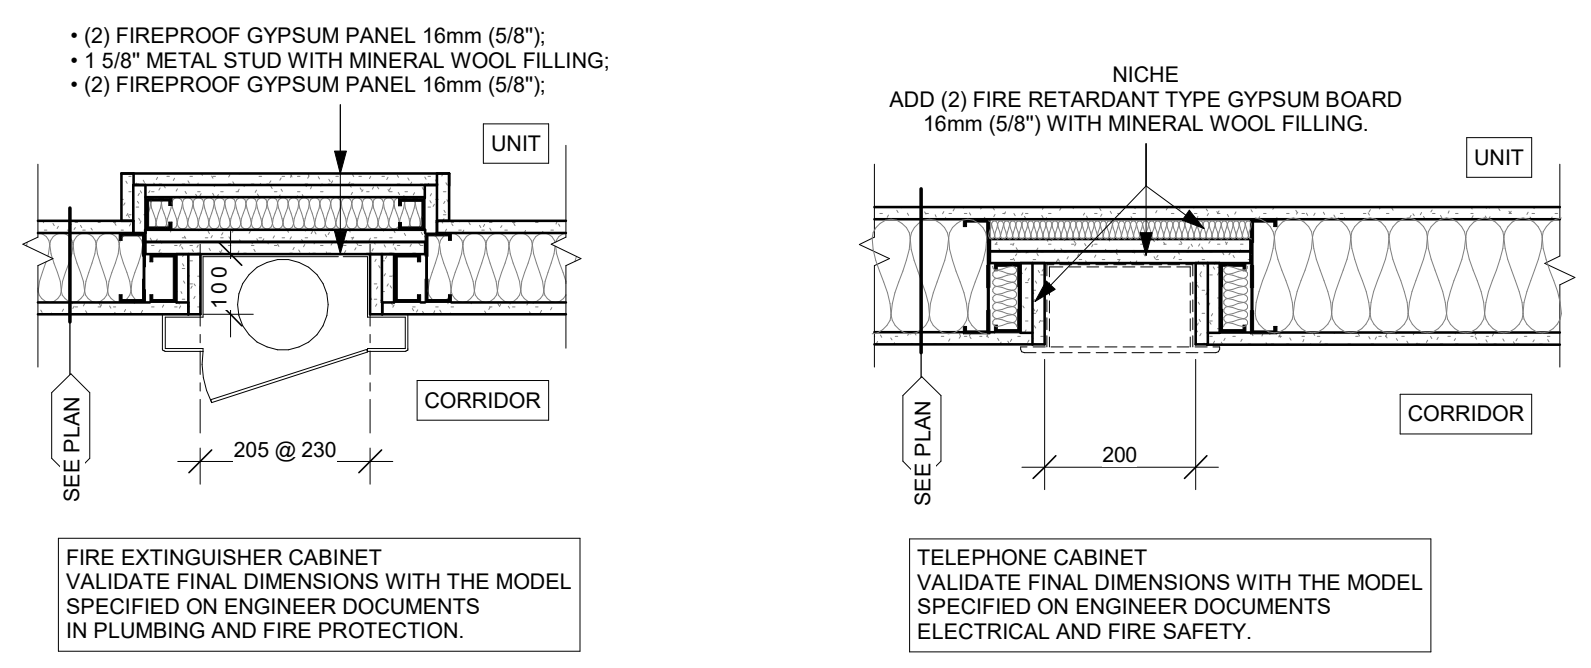 • (2) FIREPROOF GYPSUM PANEL 16mm (5/8");
• 1 5/8" METAL STUD WITH MINERAL WOOL FILLING;
• (2) FIREPROOF GYPSUM PANEL 16mm (5/8");
UNIT
100
CORRIDOR
SEE PLAN
205 @ 230
FIRE EXTINGUISHER CABINET
VALIDATE FINAL DIMENSIONS WITH THE MODEL
SPECIFIED ON ENGINEER DOCUMENTS
IN PLUMBING AND FIRE PROTECTION.
NICHE
ADD (2) FIRE RETARDANT TYPE GYPSUM BOARD
16mm (5/8") WITH MINERAL WOOL FILLING.
UNIT
CORRIDOR
SEE PLAN
200
TELEPHONE CABINET
VALIDATE FINAL DIMENSIONS WITH THE MODEL
SPECIFIED ON ENGINEER DOCUMENTS
ELECTRICAL AND FIRE SAFETY.